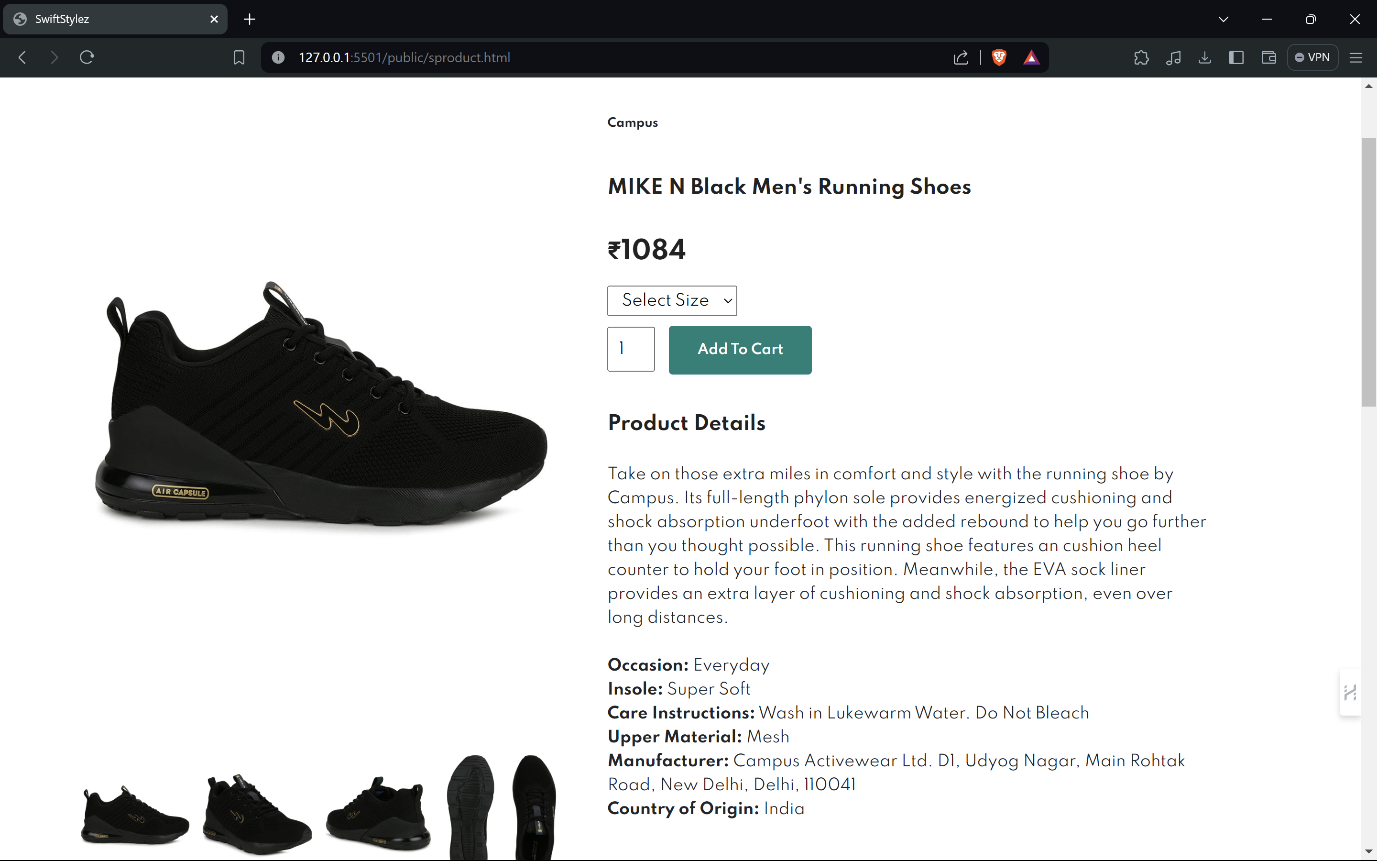 SwiftStylez
127.0.0.1:5501/public/sproduct.html
VPN
Campus
MIKE N Black Men's Running Shoes
₹1084
Select Size
1
Add To Cart
AIR CAPSULE
Product Details
Take on those extra miles in comfort and style with the running shoe by
Campus. Its full-length phylon sole provides energized cushioning and
shock absorption underfoot with the added rebound to help you go further
than you thought possible. This running shoe features an cushion heel
counter to hold your foot in position. Meanwhile, the EVA sock liner
provides an extra layer of cushioning and shock absorption, even over
long distances.
Occasion: Everyday
Insole: Super Soft
Care Instructions: Wash in Lukewarm Water. Do Not Bleach
Upper Material: Mesh
Manufacturer: Campus Activewear Ltd. D1, Udyog Nagar, Main Rohtak
Road, New Delhi, Delhi, 110041
Country of Origin: India